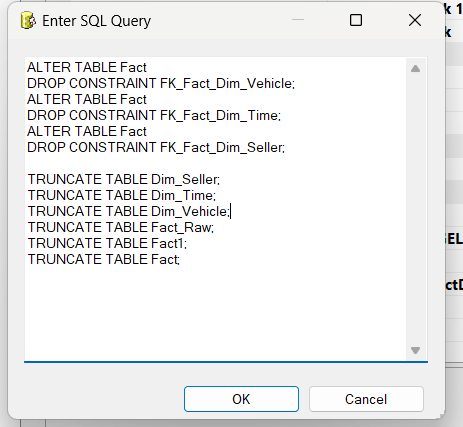 Enter SQL Query
ALTER TABLE Fact
DROP CONSTRAINT FK_Fact_Dim_Vehicle;
ALTER TABLE Fact
DROP CONSTRAINT FK_Fact_Dim_Time;
ALTER TABLE Fact
DROP CONSTRAINT FK_Fact_Dim_Seller;
TRUNCATE TABLE Dim_Seller;
TRUNCATE TABLE Dim_Time;
TRUNCATE TABLE Dim_Vehicle;
TRUNCATE TABLE Fact_Raw;
TRUNCATE TABLE Fact1;
TRUNCATE TABLE Fact;
OK Cancel